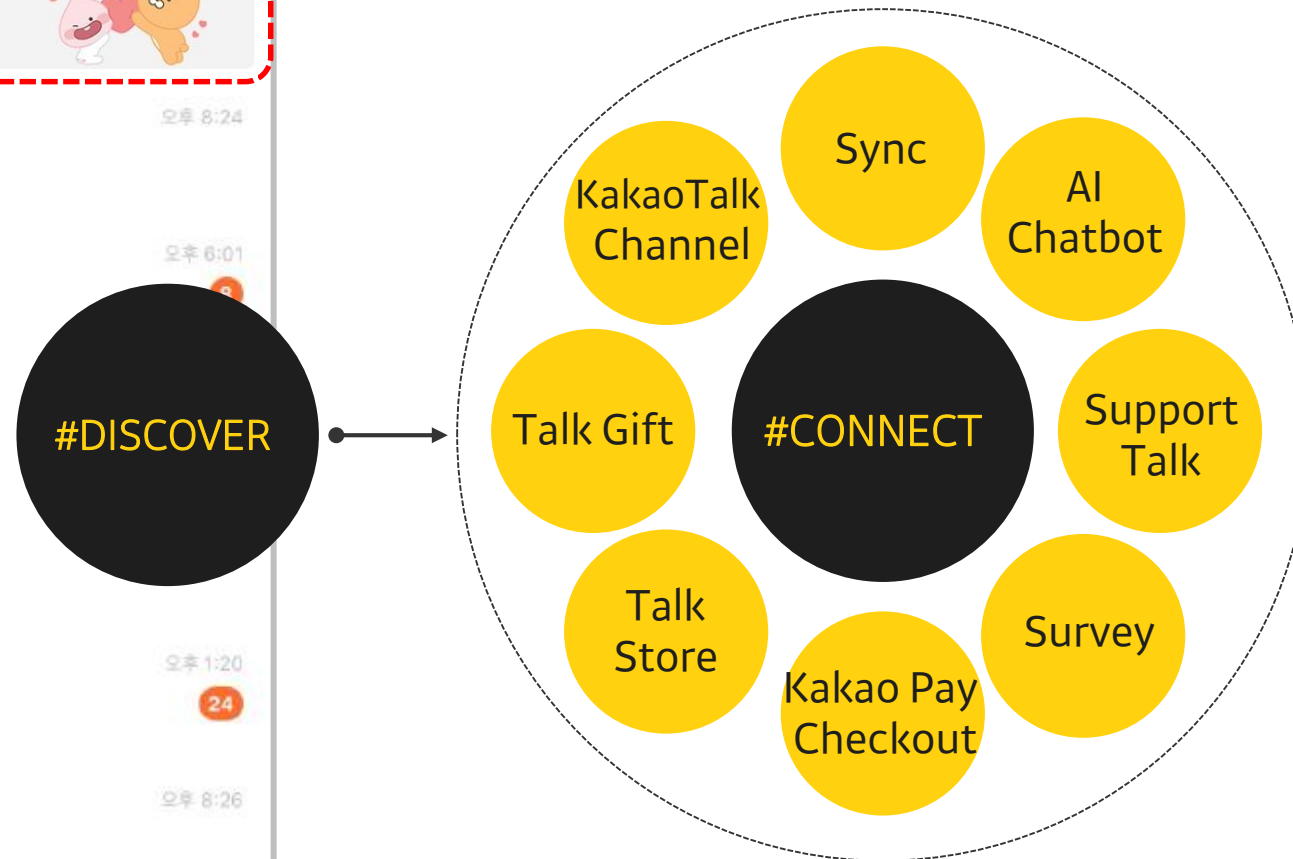 오후 8:24
오후 6:01
8
#DISCOVER
오후 1:20
24
오후 8:26
Sync
KakaoTalk
Channel
AI
Chatbot
Talk Gift
#CONNECT
Support
Talk
Talk
Store
Survey
Kakao Pay
Checkout